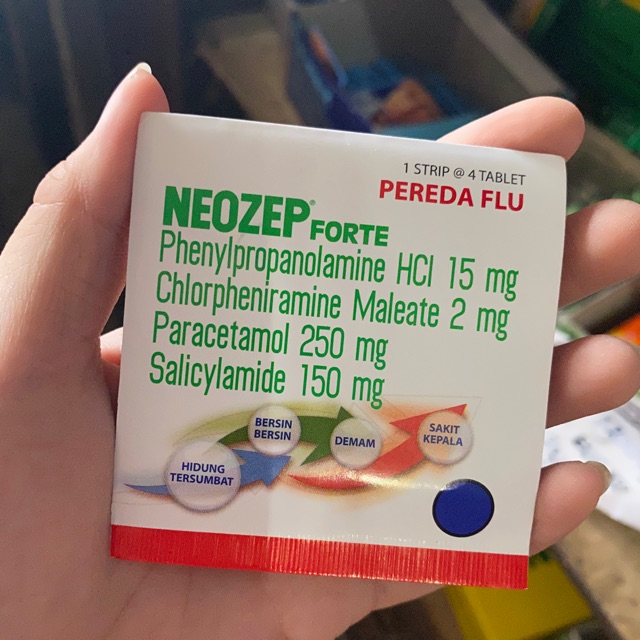 1 STRIP @ 4 TABLET
PEREDA FLU
NEOZEP® FORTE
Phenylpropanolamine HCl 15 mg
Chlorpheniramine Maleate 2 mg
Paracetamol 250 mg
Salicylamide 150 mg
HIDUNG
TERSUMBAT
BERSIN
BERSIN
DEMAM
SAKIT
KEPALA